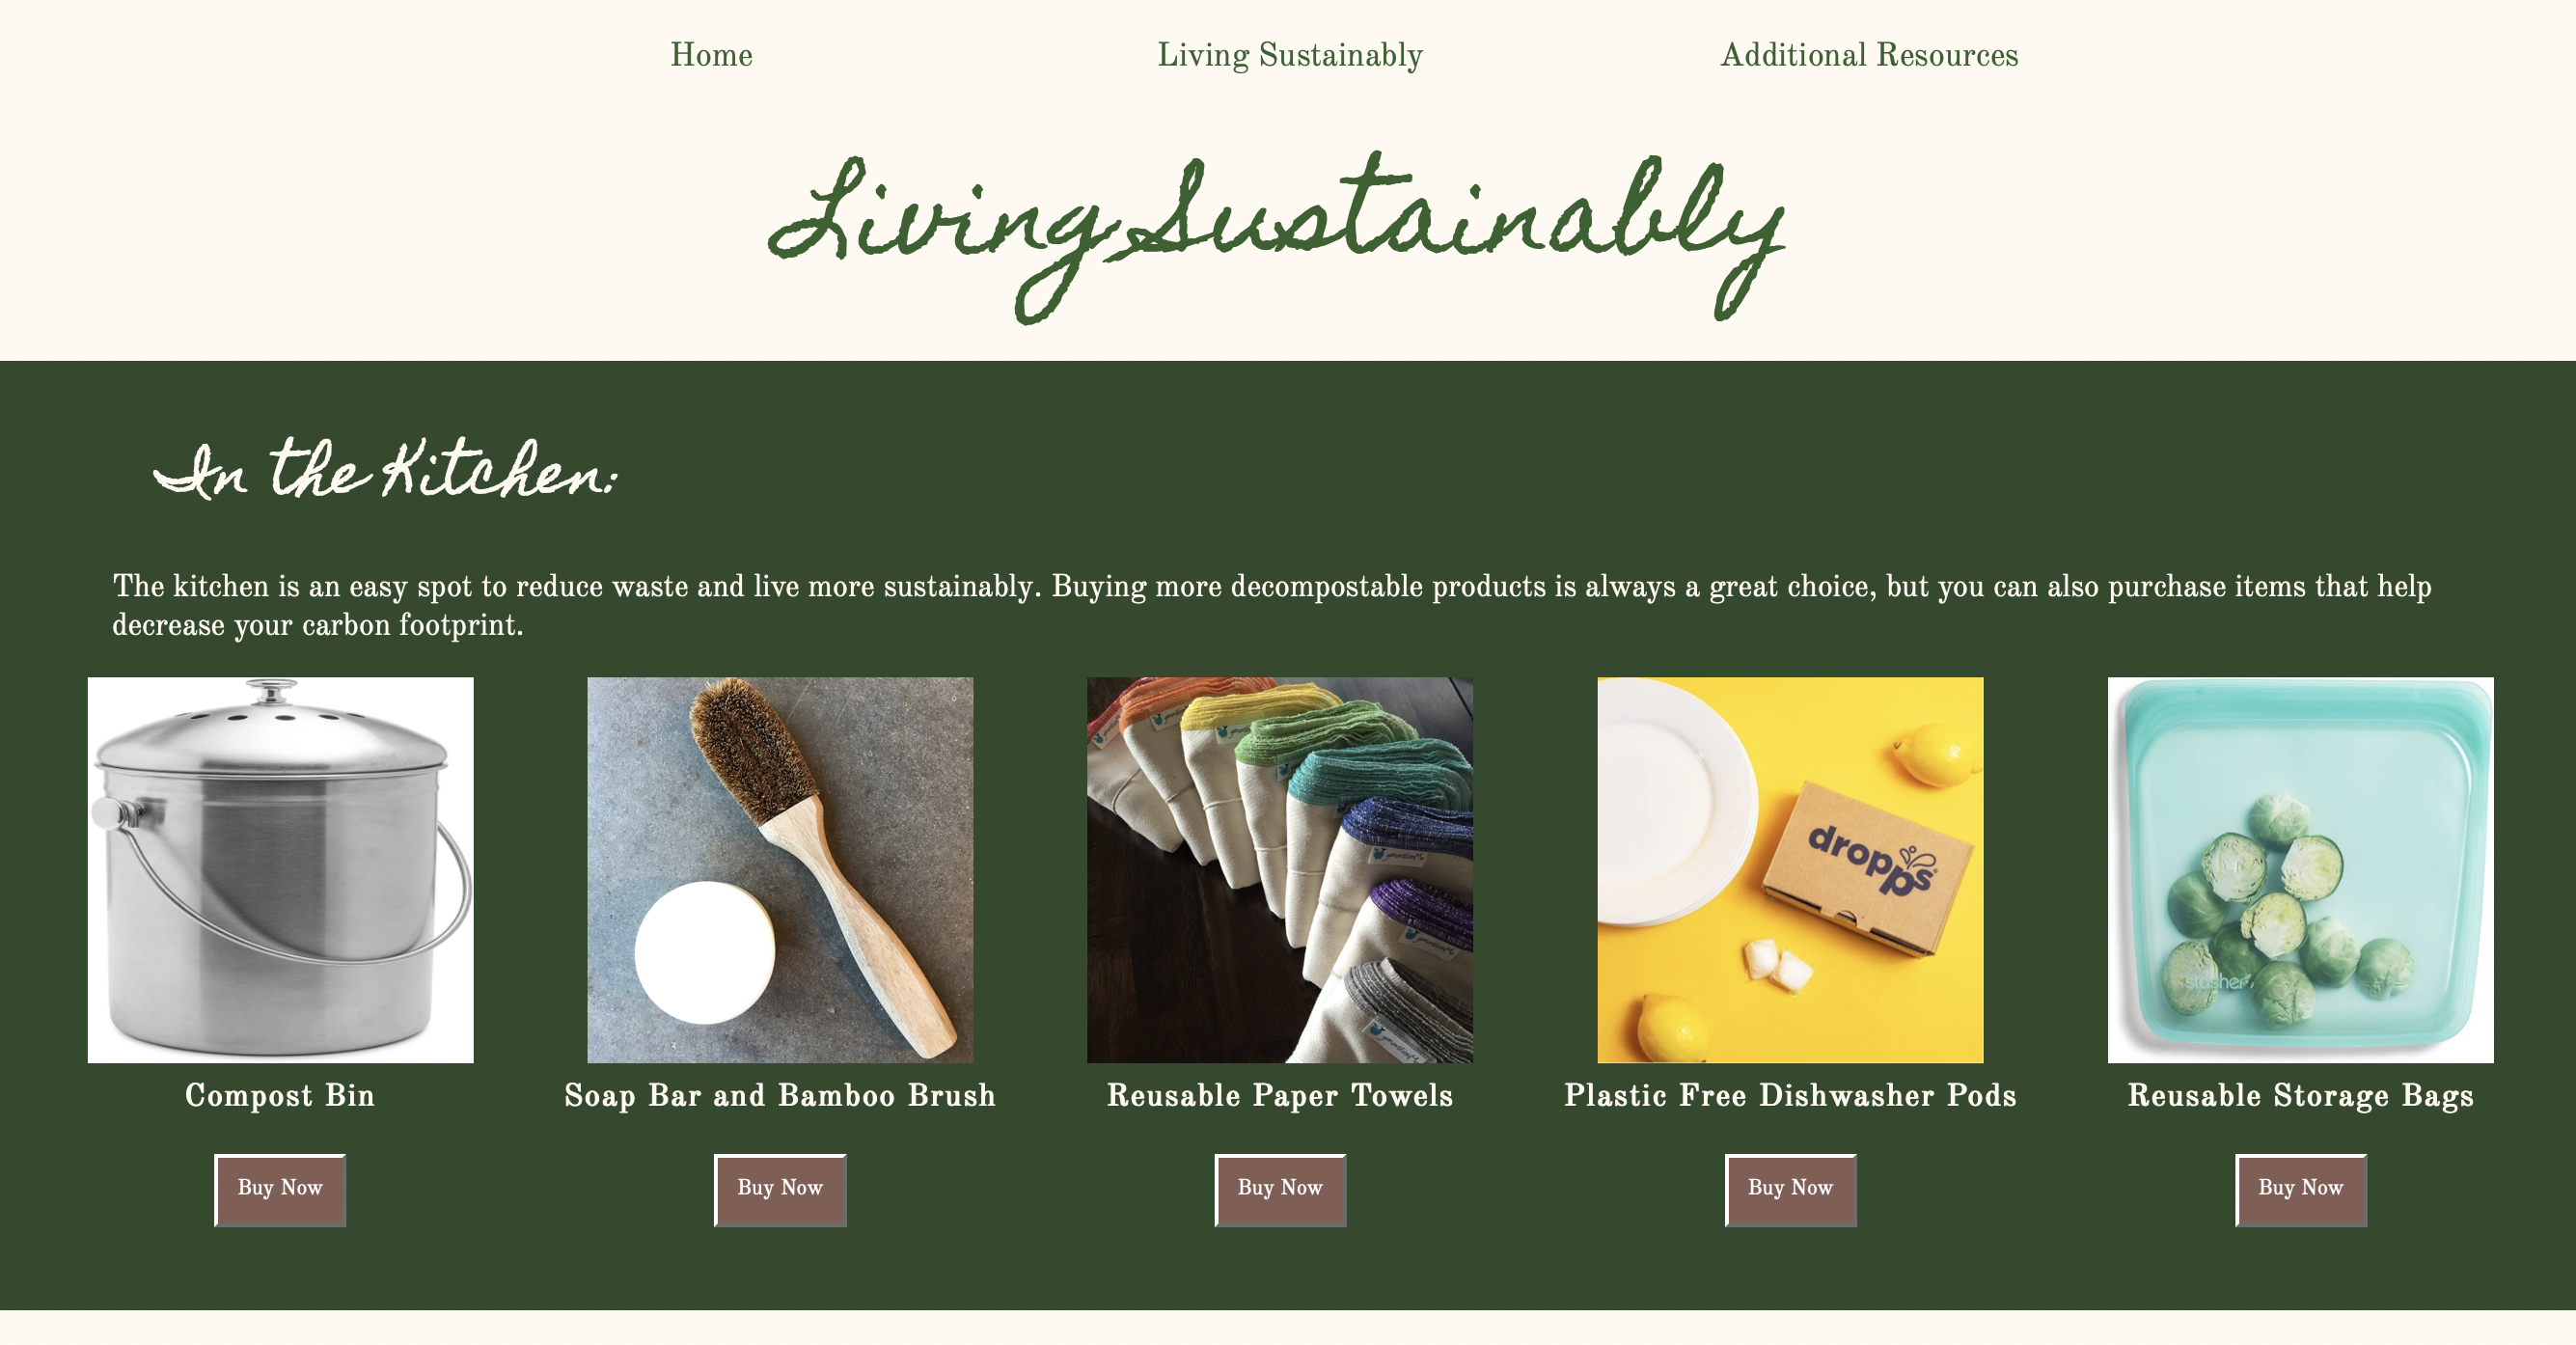 Home Living Sustainably Additional Resources
Living Sustainably
In the Kitchen:
The kitchen is an easy spot to reduce waste and live more sustainably. Buying more decompostable products is always a great choice, but you can also purchase items that help
decrease your carbon footprint.
dropps
stasher
Compost Bin Soap Bar and Bamboo Brush Reusable Paper Towels Plastic Free Dishwasher Pods Reusable Storage Bags
Buy Now Buy Now Buy Now Buy Now Buy Now